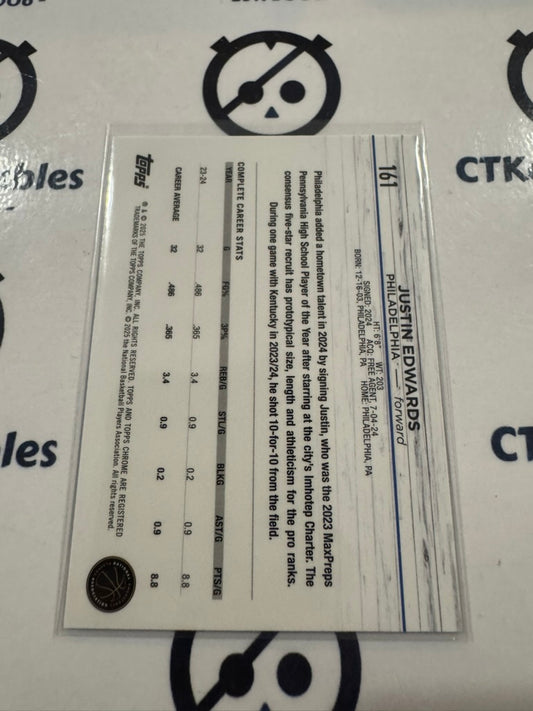 CTK
bles
les
CT
161
JUSTIN EDWARDS
PHILADELPHIA forward
HT: 6'8" WT: 203
SIGNED: 2024 ACQ: FREE AGENT, 7-04-24
BORN: 12-16-03, PHILADELPHIA, PA HOME: PHILADELPHIA, PA
Philadelphia added a hometown talent in 2024 by signing Justin, who was the 2023 MaxPreps
Pennsylvania High School Player of the Year after starring at the city's Imhotep Charter. The
consensus five-star recruit has prototypical size, length and athleticism for the pro ranks.
During one game with Kentucky in 2023/24, he shot 10-for-10 from the field.
COMPLETE CAREER STATS
YEAR G FG% 3P% REB/G STL/G BLKG AST/G PTS/G
23-24 32 .486 .365 3.4 0.9 0.2 0.9 8.8
CAREER AVERAGE 32 .486 .365 3.4 0.9 0.2 0.9 8.8
topps
® & © 2025 THE TOPPS COMPANY, INC. ALL RIGHTS RESERVED. TOPPS AND TOPPS CHROME ARE REGISTERED
TRADEMARKS OF THE TOPPS COMPANY, INC. © 2025 the National Basketball Players Association. All rights reserved.